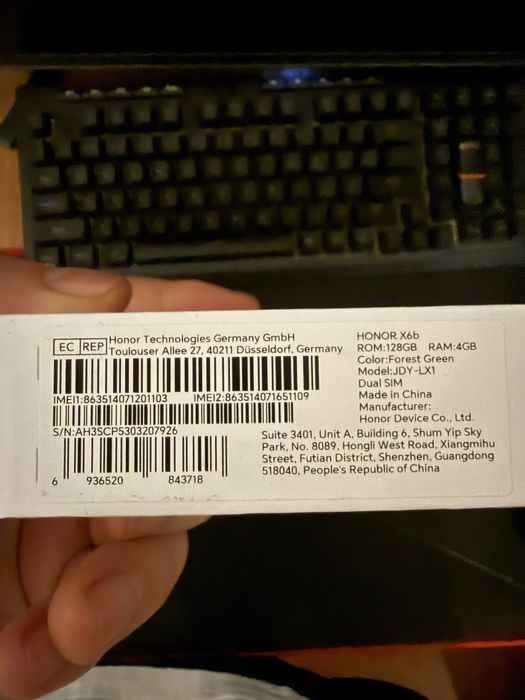 EC REP
Honor Technologies Germany GmbH
Toulouser Allee 27, 40211 Düsseldorf, Germany
IMEI1:863514071201103 IMEI2:863514071651109
S/N:AH3SCP5303207926
6 936520 843718
HONOR X6b
ROM:128GB RAM:4GB
Color:Forest Green
Model:JDY-LX1
Dual SIM
Made in China
Manufacturer:
Honor Device Co., Ltd.
Suite 3401, Unit A, Building 6, Shum Yip Sky
Park, No. 8089, Hongli West Road, Xiangmihu
Street, Futian District, Shenzhen, Guangdong
518040, People's Republic of China